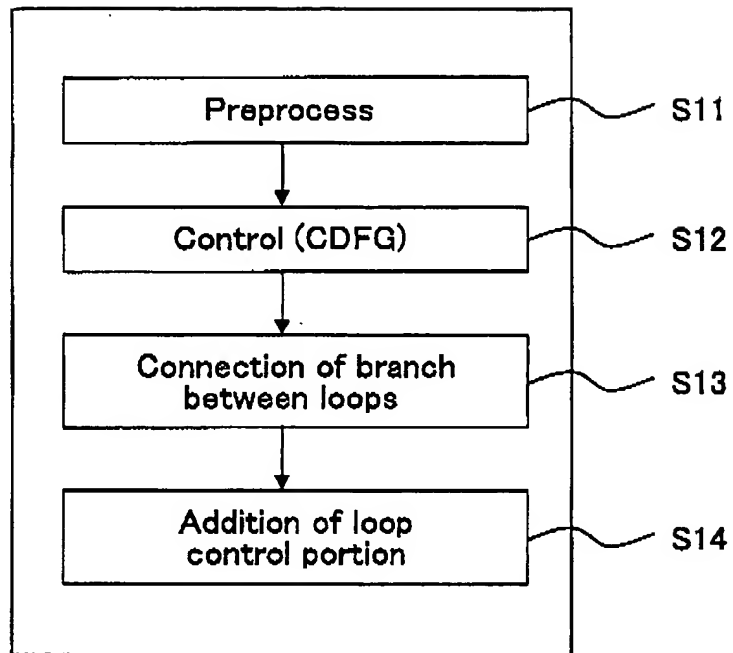 Preprocess
S11
Control (CDFG)
S12
Connection of branch
between loops
S13
Addition of loop
control portion
S14